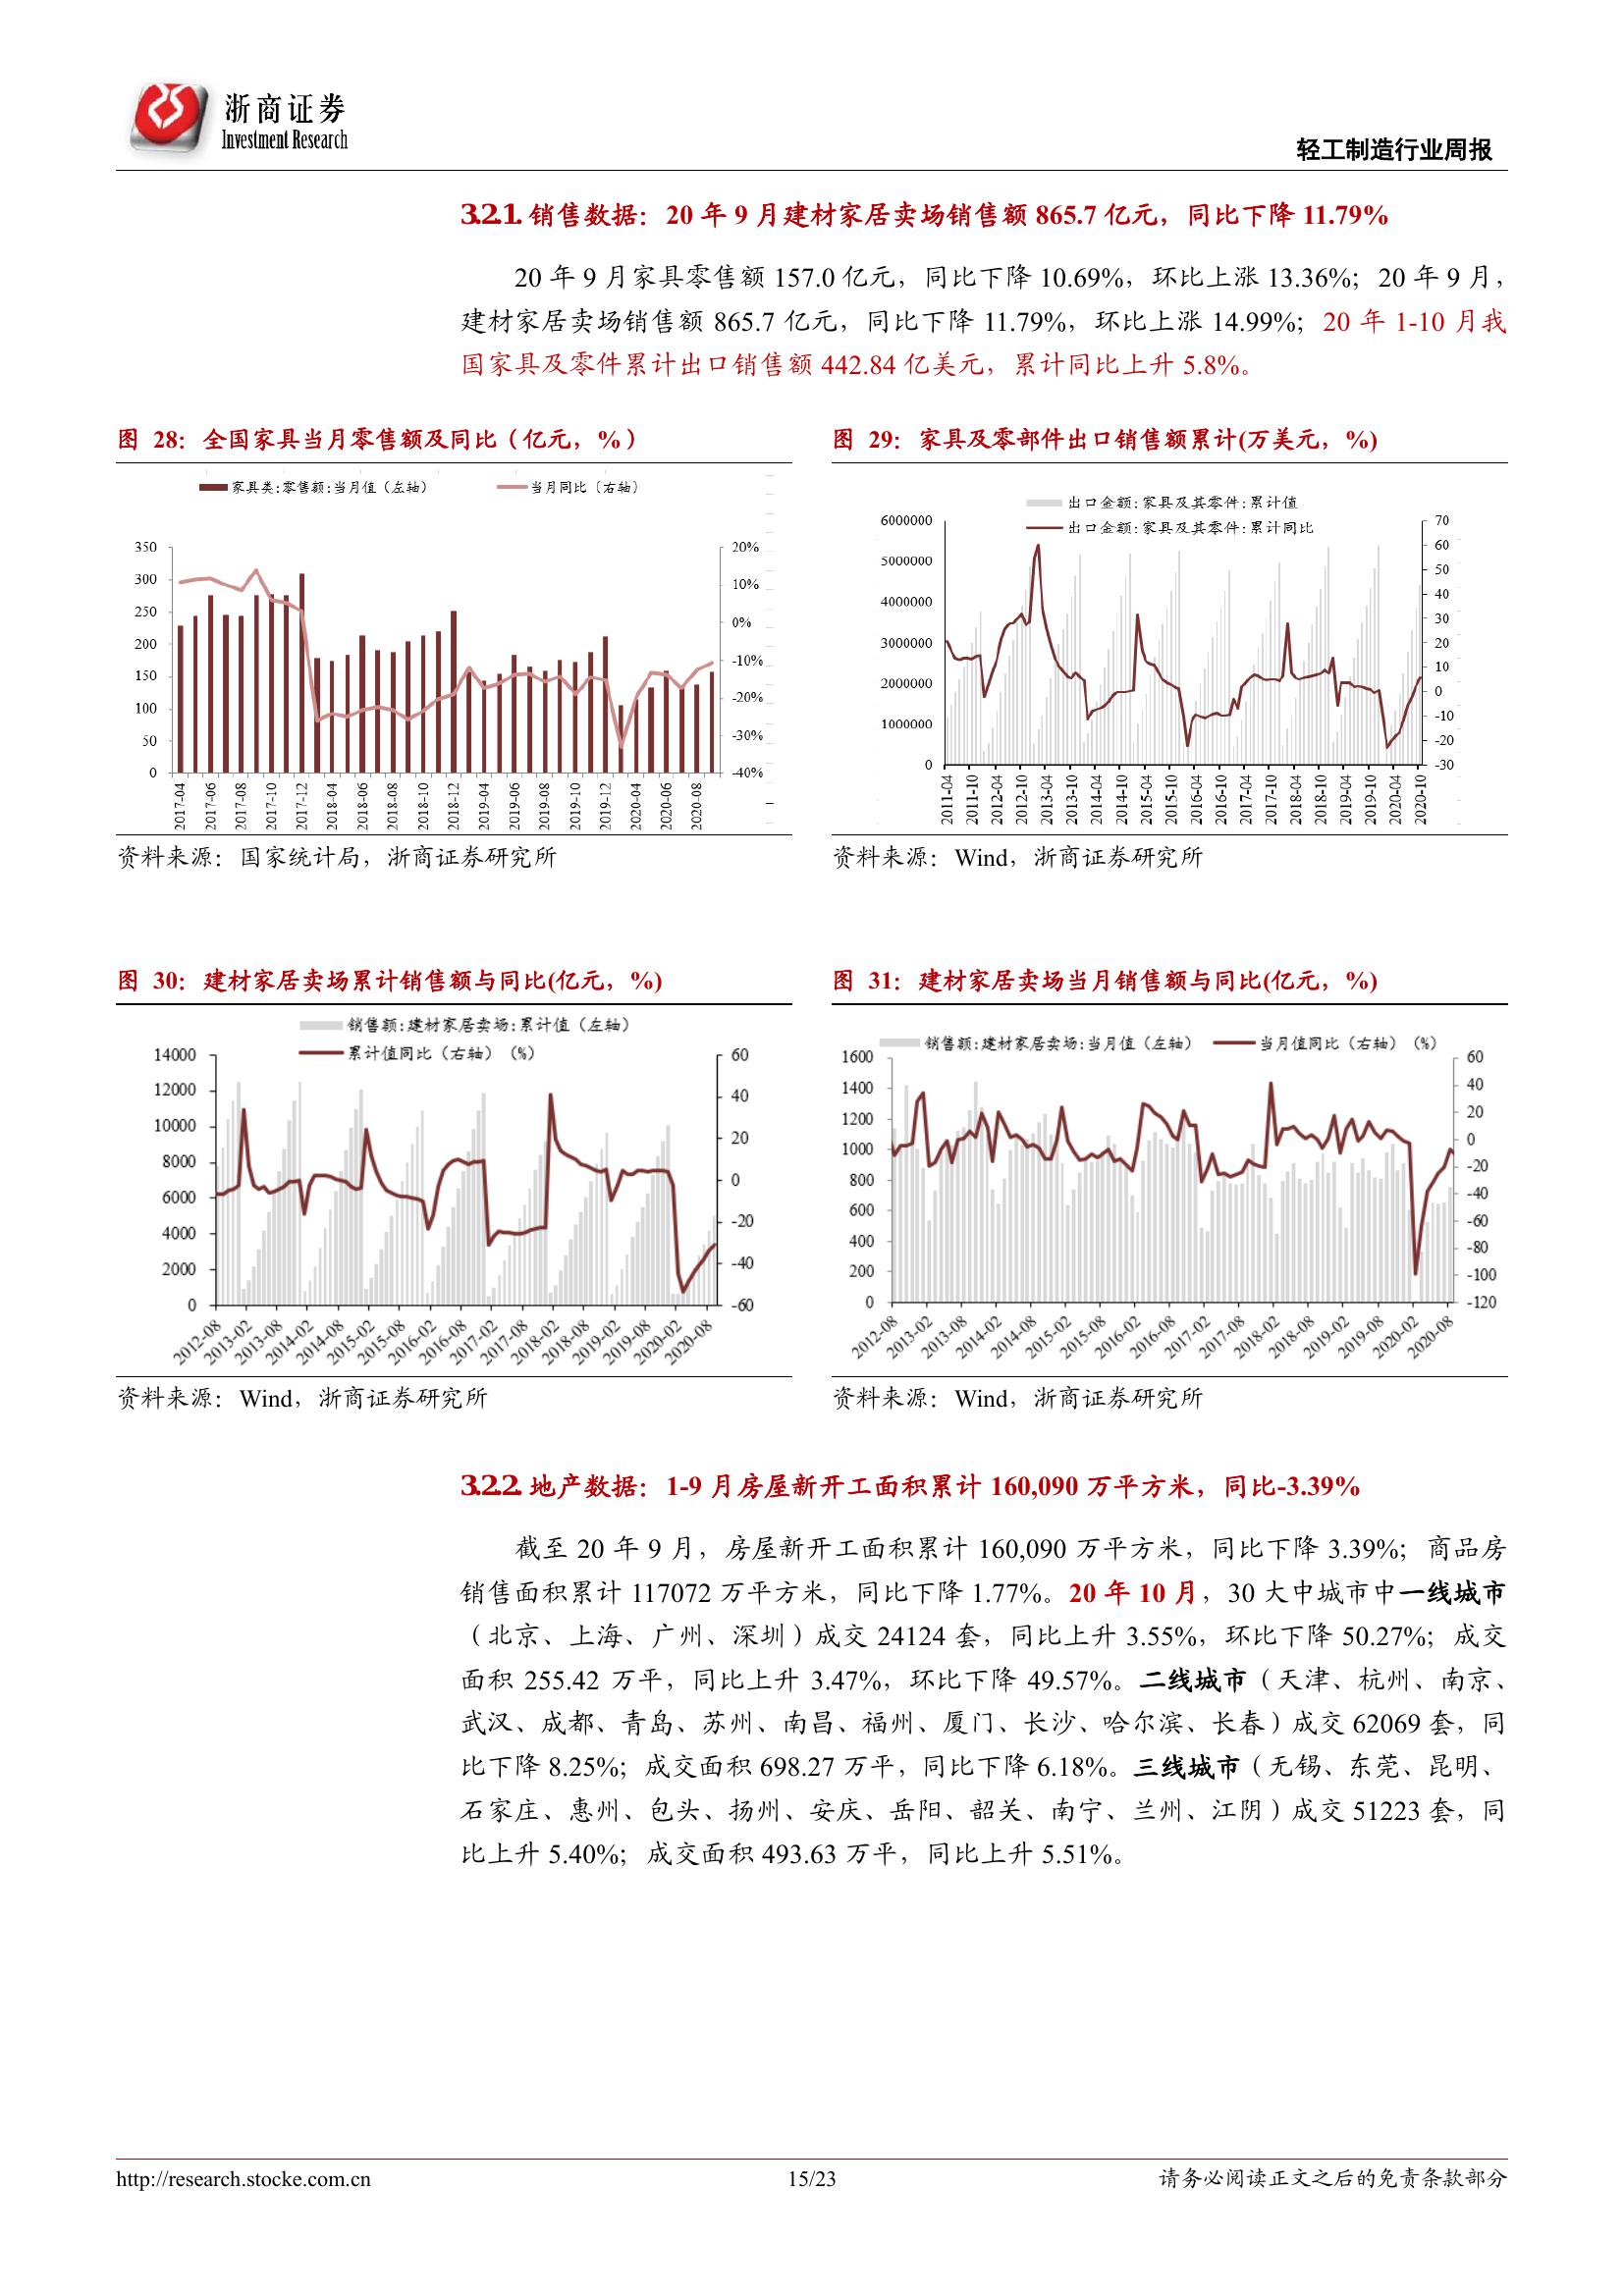 浙商证券
Investment Research
轻工制造行业周报
3.2.1. 销售数据：20 年 9 月建材家居卖场销售额 865.7 亿元，同比下降 11.79%
20 年 9 月家具零售额 157.0 亿元，同比下降 10.69%，环比上涨 13.36%；20 年 9 月，
建材家居卖场销售额 865.7 亿元，同比下降 11.79%，环比上涨 14.99%；20 年 1-10 月我
国家具及零件累计出口销售额 442.84 亿美元，累计同比上升 5.8%。
图 28：全国家具当月零售额及同比（亿元，%）
家具类:零售额:当月值（左轴） 当月同比（右轴）
350
300
250
200
150
100
50
0
20%
10%
0%
-10%
-20%
-30%
-40%
2017-04 2017-06 2017-08 2017-10 2017-12 2018-04 2018-06 2018-08 2018-10 2018-12 2019-04 2019-06 2019-08 2019-10 2019-12 2020-04 2020-06 2020-08
资料来源：国家统计局，浙商证券研究所
图 29：家具及零部件出口销售额累计(万美元，%)
出口金额:家具及其零件:累计值
出口金额:家具及其零件:累计同比
6000000
5000000
4000000
3000000
2000000
1000000
0
70
60
50
40
30
20
10
0
-10
-20
-30
2011-04 2011-10 2012-04 2012-10 2013-04 2013-10 2014-04 2014-10 2015-04 2015-10 2016-04 2016-10 2017-04 2017-10 2018-04 2018-10 2019-04 2019-10 2020-04 2020-10
资料来源：Wind，浙商证券研究所
图 30：建材家居卖场累计销售额与同比(亿元，%)
销售额:建材家居卖场:累计值（左轴）
累计值同比（右轴）（%）
14000
12000
10000
8000
6000
4000
2000
0
60
40
20
0
-20
-40
-60
2012-08 2013-02 2013-08 2014-02 2014-08 2015-02 2015-08 2016-02 2016-08 2017-02 2017-08 2018-02 2018-08 2019-02 2019-08 2020-02 2020-08
资料来源：Wind，浙商证券研究所
图 31：建材家居卖场当月销售额与同比(亿元，%)
销售额:建材家居卖场:当月值（左轴） 当月值同比（右轴）（%）
1600
1400
1200
1000
800
600
400
200
0
60
40
20
0
-20
-40
-60
-80
-100
-120
2012-08 2013-02 2013-08 2014-02 2014-08 2015-02 2015-08 2016-02 2016-08 2017-02 2017-08 2018-02 2018-08 2019-02 2019-08 2020-02 2020-08
资料来源：Wind，浙商证券研究所
3.2.2. 地产数据：1-9 月房屋新开工面积累计 160,090 万平方米，同比-3.39%
截至 20 年 9 月，房屋新开工面积累计 160,090 万平方米，同比下降 3.39%；商品房
销售面积累计 117072 万平方米，同比下降 1.77%。20 年 10 月，30 大中城市中一线城市
（北京、上海、广州、深圳）成交 24124 套，同比上升 3.55%，环比下降 50.27%；成交
面积 255.42 万平，同比上升 3.47%，环比下降 49.57%。二线城市（天津、杭州、南京、
武汉、成都、青岛、苏州、南昌、福州、厦门、长沙、哈尔滨、长春）成交 62069 套，同
比下降 8.25%；成交面积 698.27 万平，同比下降 6.18%。三线城市（无锡、东莞、昆明、
石家庄、惠州、包头、扬州、安庆、岳阳、韶关、南宁、兰州、江阴）成交 51223 套，同
比上升 5.40%；成交面积 493.63 万平，同比上升 5.51%。
http://research.stocke.com.cn
15/23
请务必阅读正文之后的免责条款部分